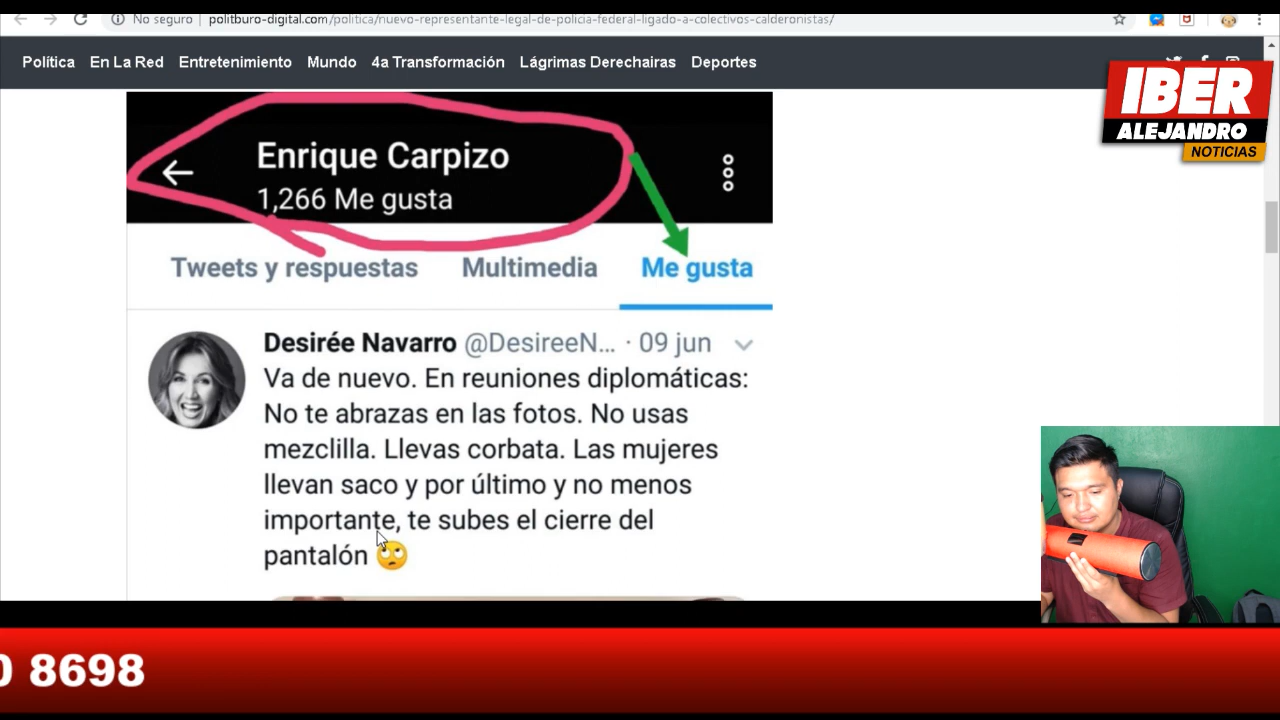 No seguro | politburo-digital.com/politica/nuevo-representante-legal-de-policia-federal-ligado-a-colectivos-calderonistas/
Política En La Red Entretenimiento Mundo 4a Transformación Lágrimas Derechairas Deportes
IBER
ALEJANDRO
NOTICIAS
Enrique Carpizo
1,266 Me gusta
Tweets y respuestas Multimedia Me gusta
Desirée Navarro @DesireeN... · 09 jun
Va de nuevo. En reuniones diplomáticas:
No te abrazas en las fotos. No usas
mezclilla. Llevas corbata. Las mujeres
llevan saco y por último y no menos
importante, te subes el cierre del
pantalón 🙄
8698